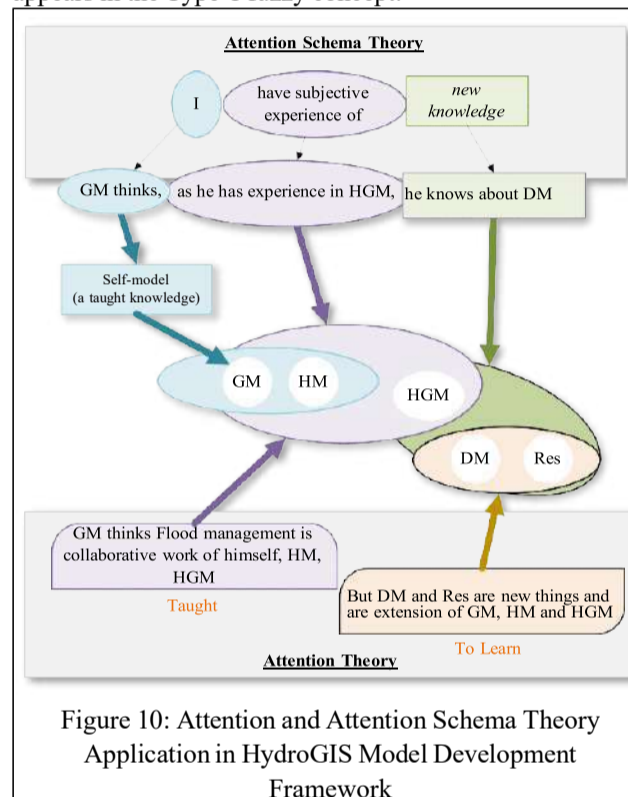 Attention Schema Theory
I
have subjective
experience of
new
knowledge
GM thinks,
as he has experience in HGM,
he knows about DM
Self-model
(a taught knowledge)
GM
HM
HGM
DM
Res
GM thinks Flood management is
collaborative work of himself, HM,
HGM
Taught
But DM and Res are new things and
are extension of GM, HM and HGM
To Learn
Attention Theory
Figure 10: Attention and Attention Schema Theory
Application in HydroGIS Model Development
Framework